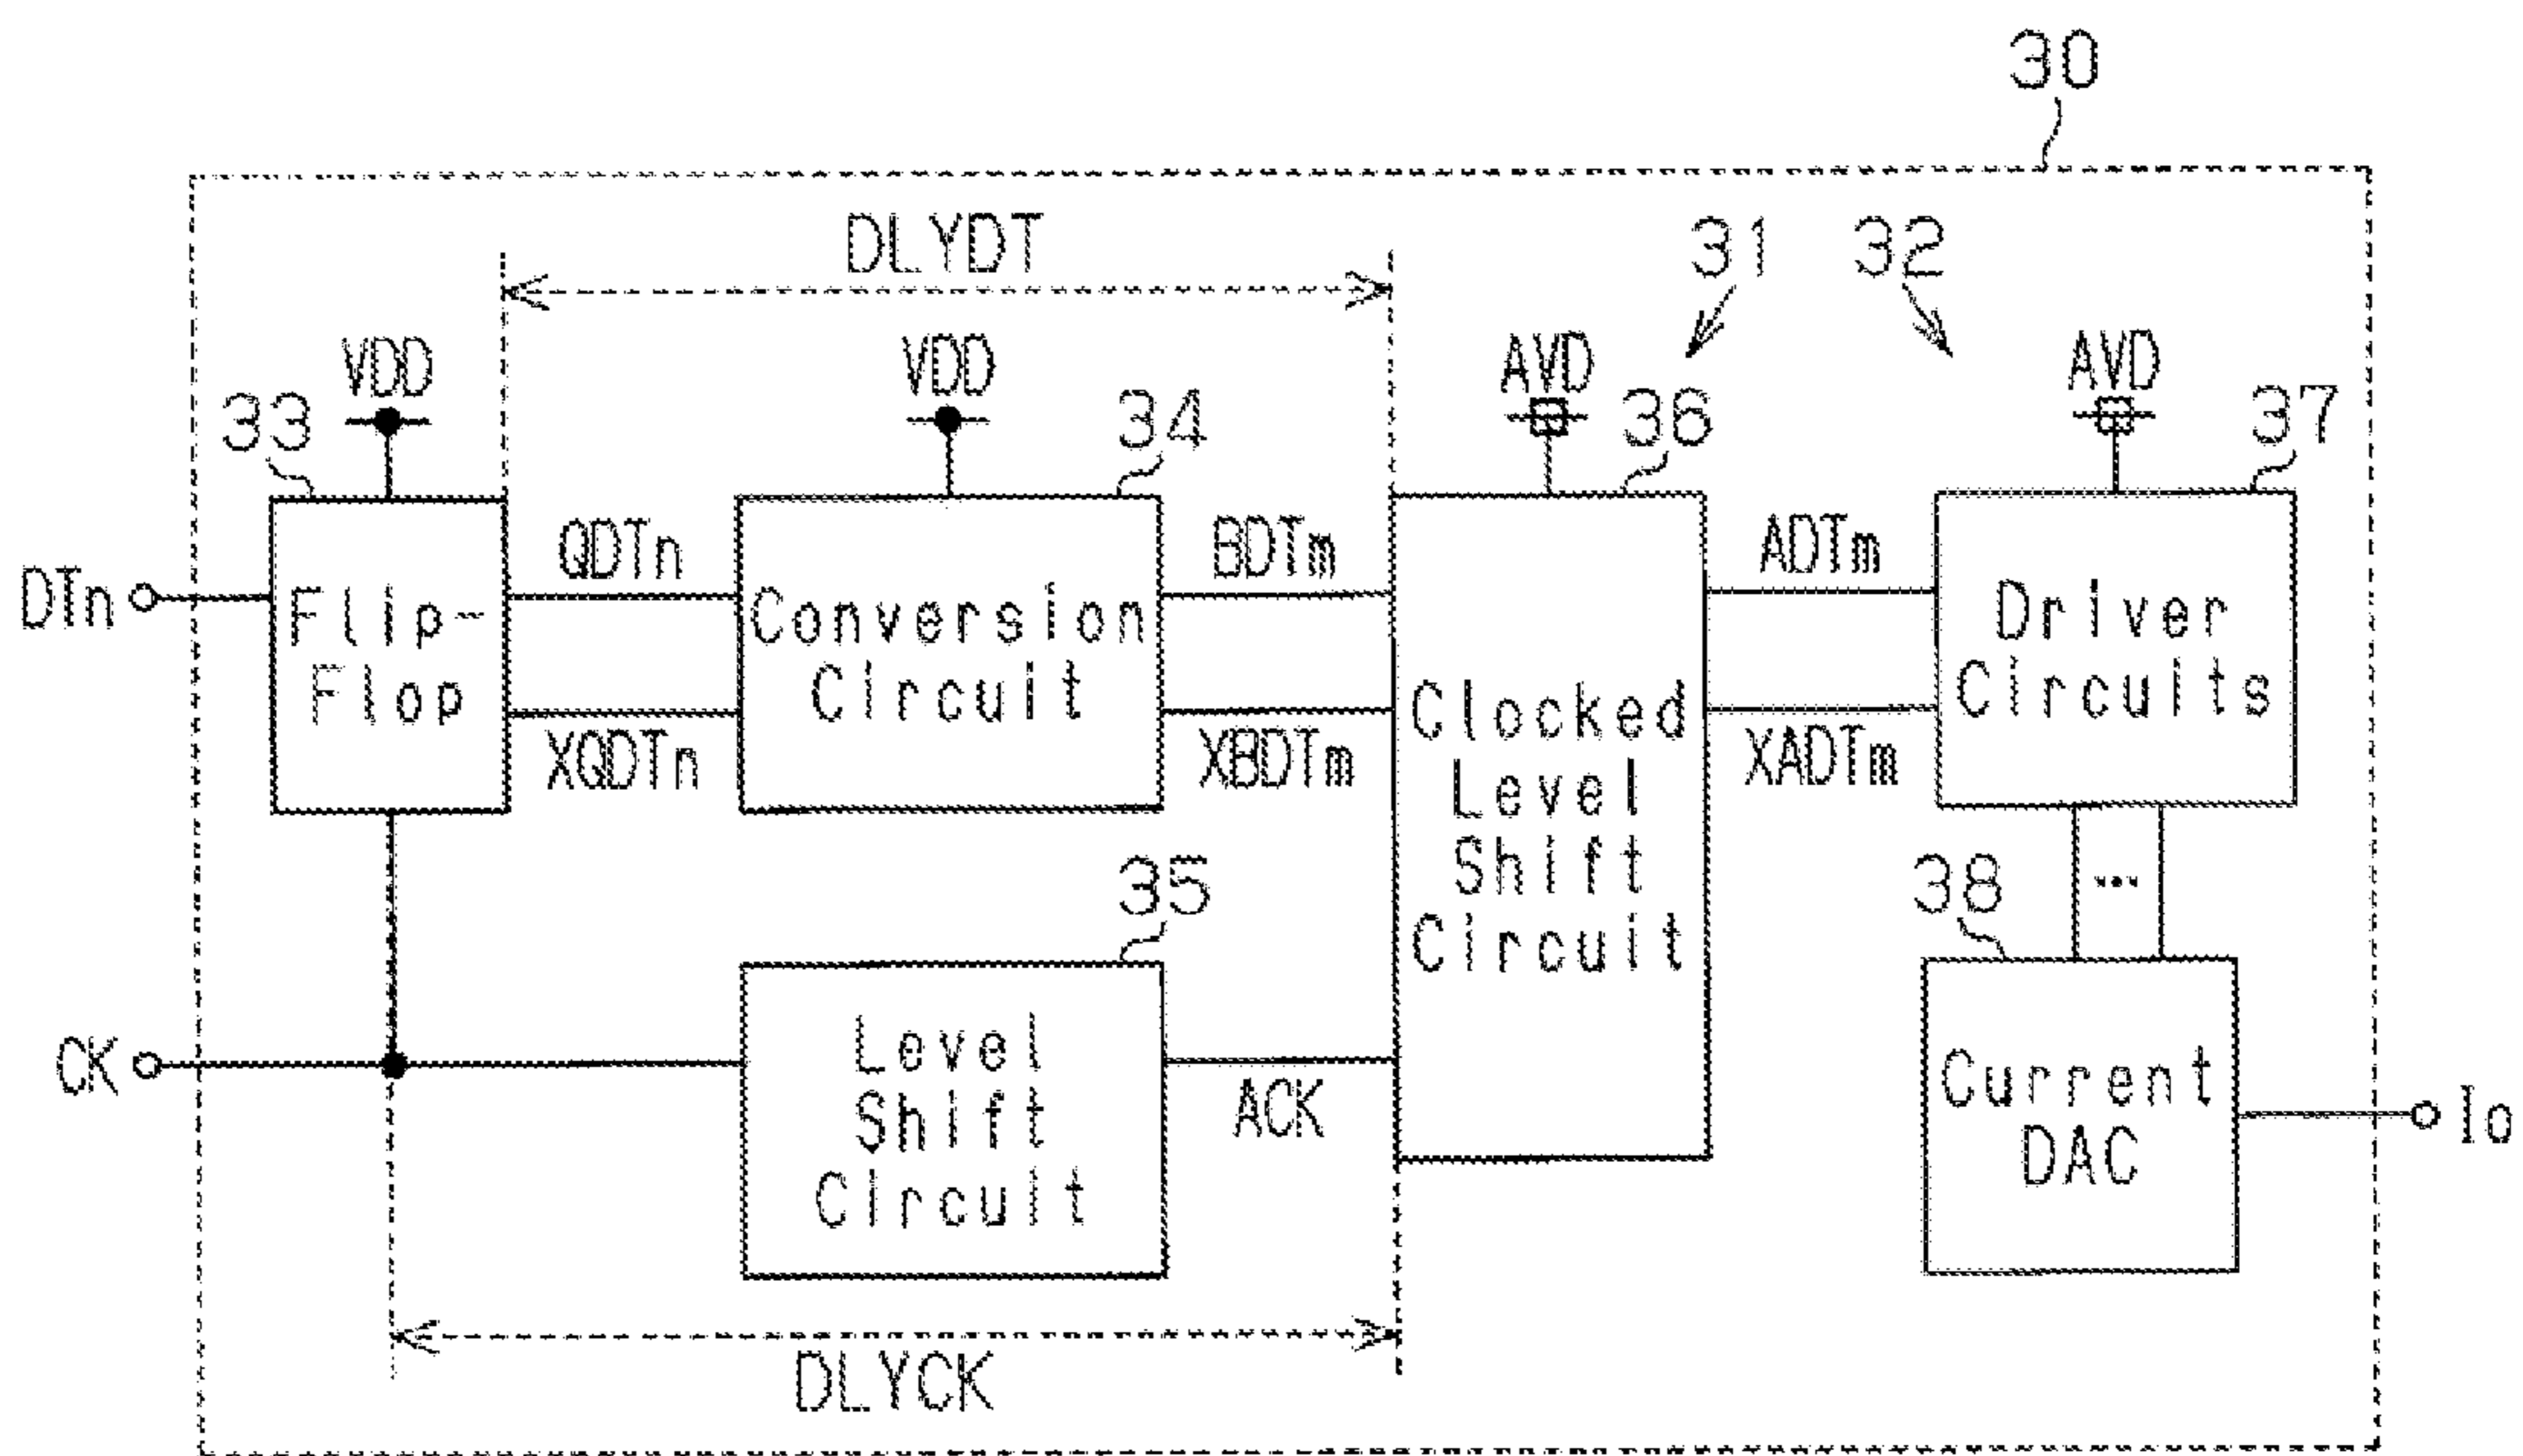 30
DLYDT
31
32
VDD
VDD
AVD
AVD
33
34
36
37
DTn
Flip-
Flop
QDTn
XQDTn
Conversion
Circuit
BDTm
XBDTm
Clocked
Level
Shift
Circuit
ADTm
XADTm
Driver
Circuits
35
38
...
CK
Level
Shift
Circuit
ACK
Current
DAC
Io
DLYCK